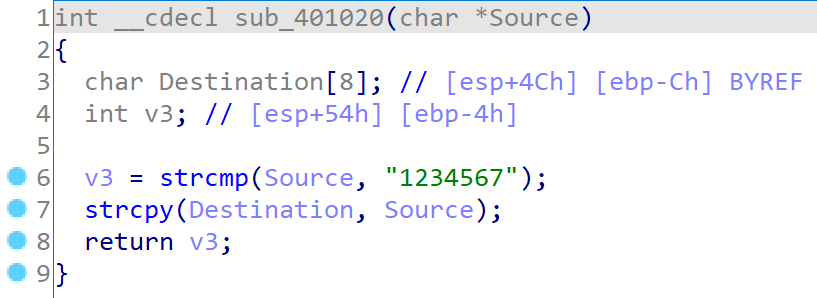 1 int __cdecl sub_401020(char *Source)
2 {
3   char Destination[8]; // [esp+4Ch] [ebp-Ch] BYREF
4   int v3; // [esp+54h] [ebp-4h]
5
6   v3 = strcmp(Source, "1234567");
7   strcpy(Destination, Source);
8   return v3;
9 }